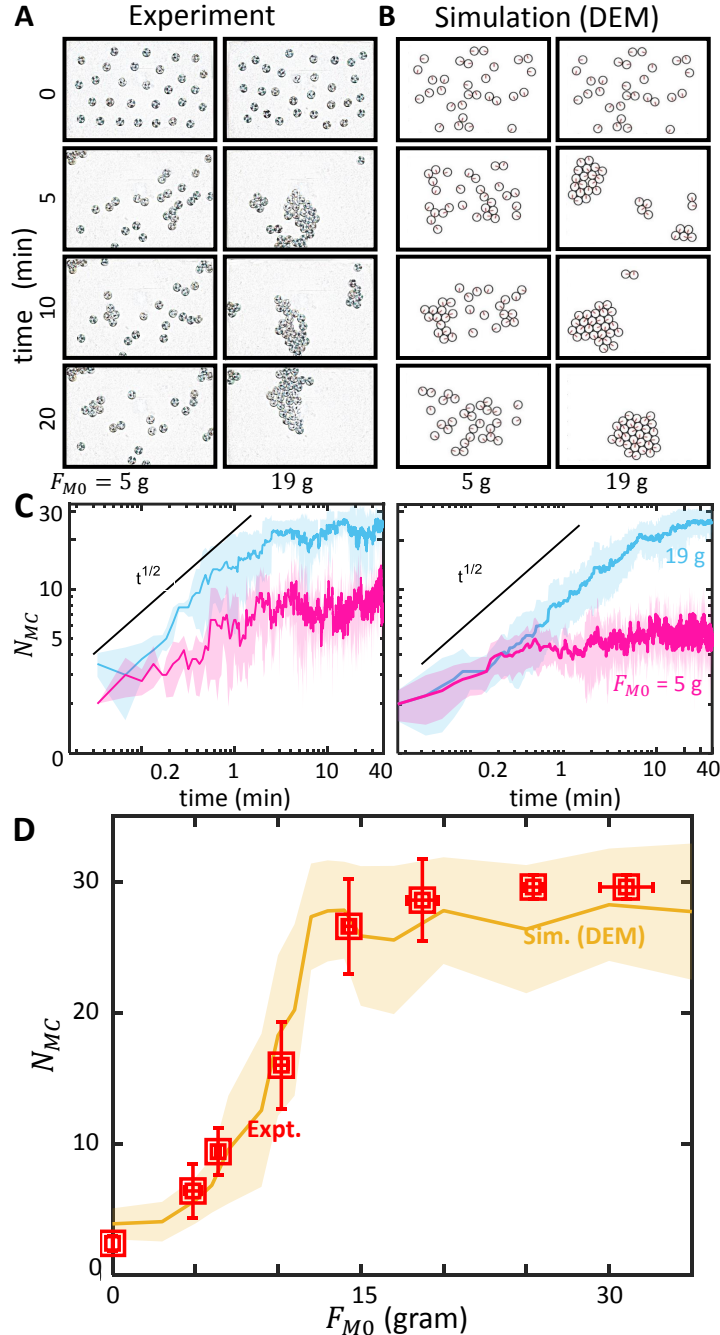 A Experiment B Simulation (DEM)
0
5
10
20
time (min)
F_M0 = 5 g 19 g 5 g 19 g
C
30
10
5
0
N_MC
t^1/2
0.2 1 10 40
time (min)
t^1/2
19 g
F_M0 = 5 g
0.2 1 10 40
time (min)
D
30
20
10
0
N_MC
Sim. (DEM)
Expt.
0 15 30
F_M0 (gram)